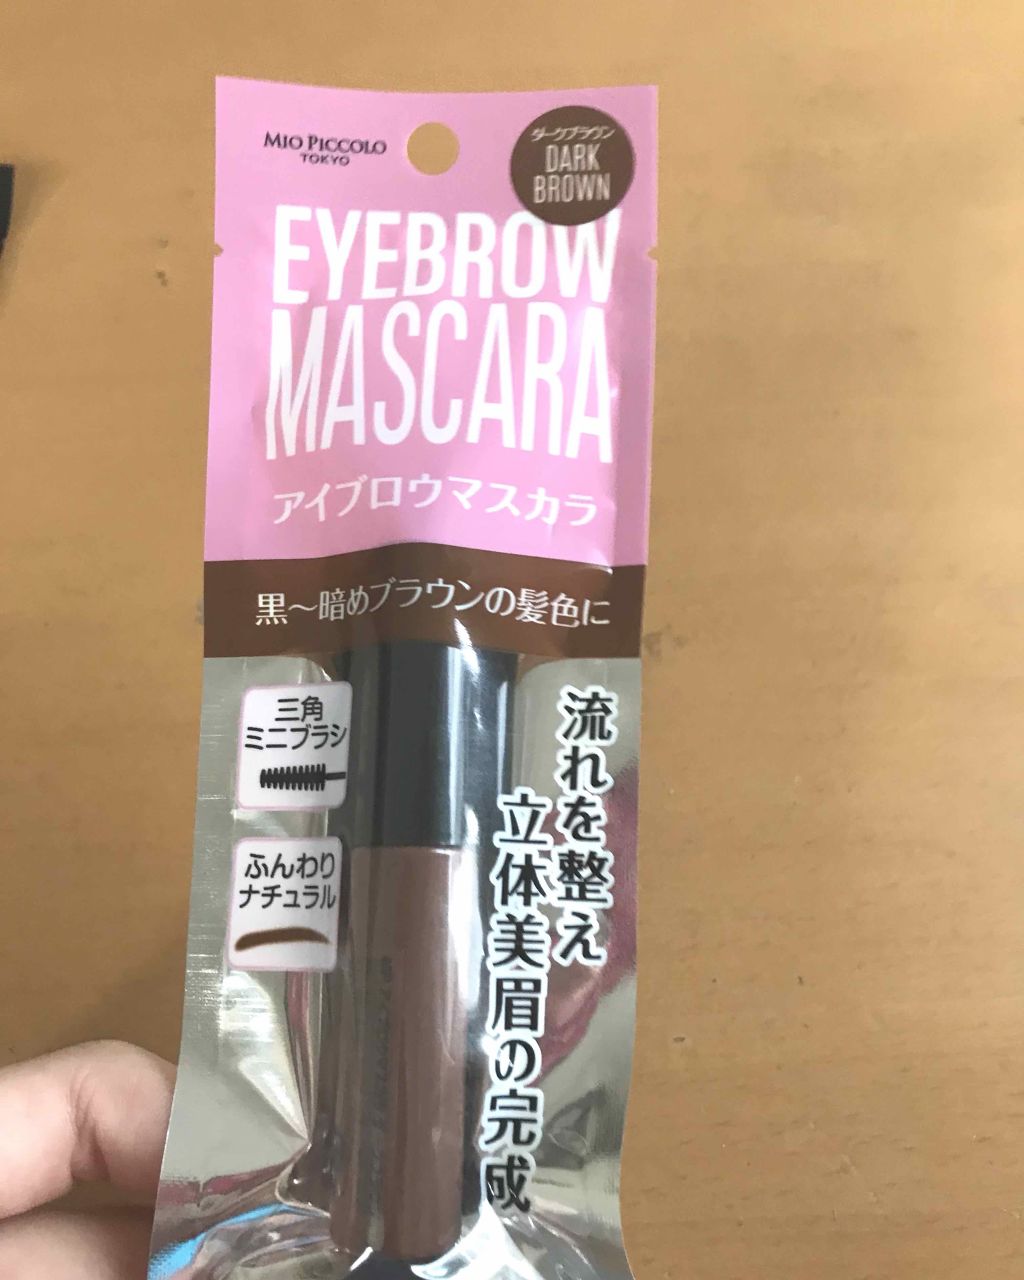 MIO PICCOLO
TOKYO
ダークブラウン
DARK
BROWN
EYEBROW
MASCARA
アイブロウマスカラ
黒～暗めブラウンの髪色に
三角
ミニブラシ
ふんわり
ナチュラル
流れを整え
立体美眉の完成